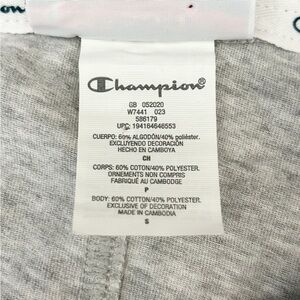 on
Champion®
GB 052020
W7441 023
586179
UPC: 194164646553
CUERPO: 60% ALGODÓN/40% poliéster.
EXCLUYENDO DECORACIÓN
HECHO EN CAMBOYA
CH
CORPS: 60% COTON/40% POLYESTER.
ORNEMENTS NON COMPRIS
FABRIQUÉ AU CAMBODGE
P
BODY: 60% COTTON/40% POLYESTER.
EXCLUSIVE OF DECORATION
MADE IN CAMBODIA
S